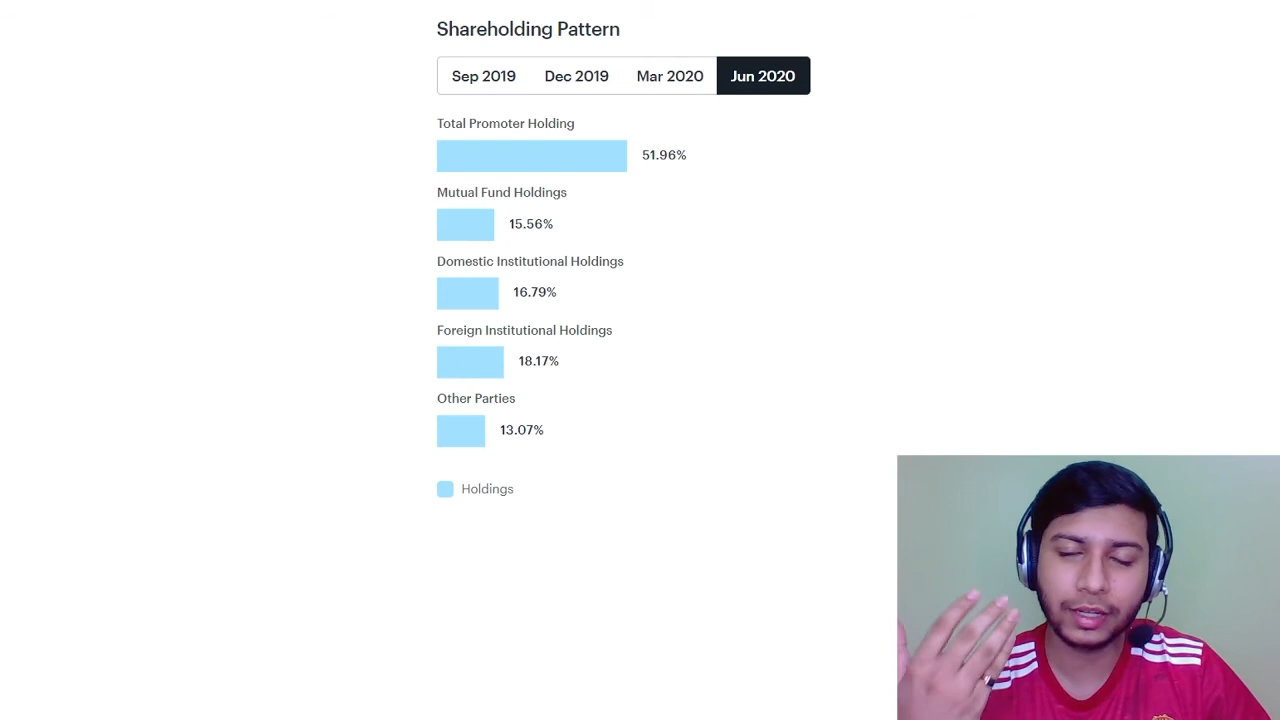 Shareholding Pattern
Sep 2019 Dec 2019 Mar 2020 Jun 2020
Total Promoter Holding
51.96%
Mutual Fund Holdings
15.56%
Domestic Institutional Holdings
16.79%
Foreign Institutional Holdings
18.17%
Other Parties
13.07%
Holdings